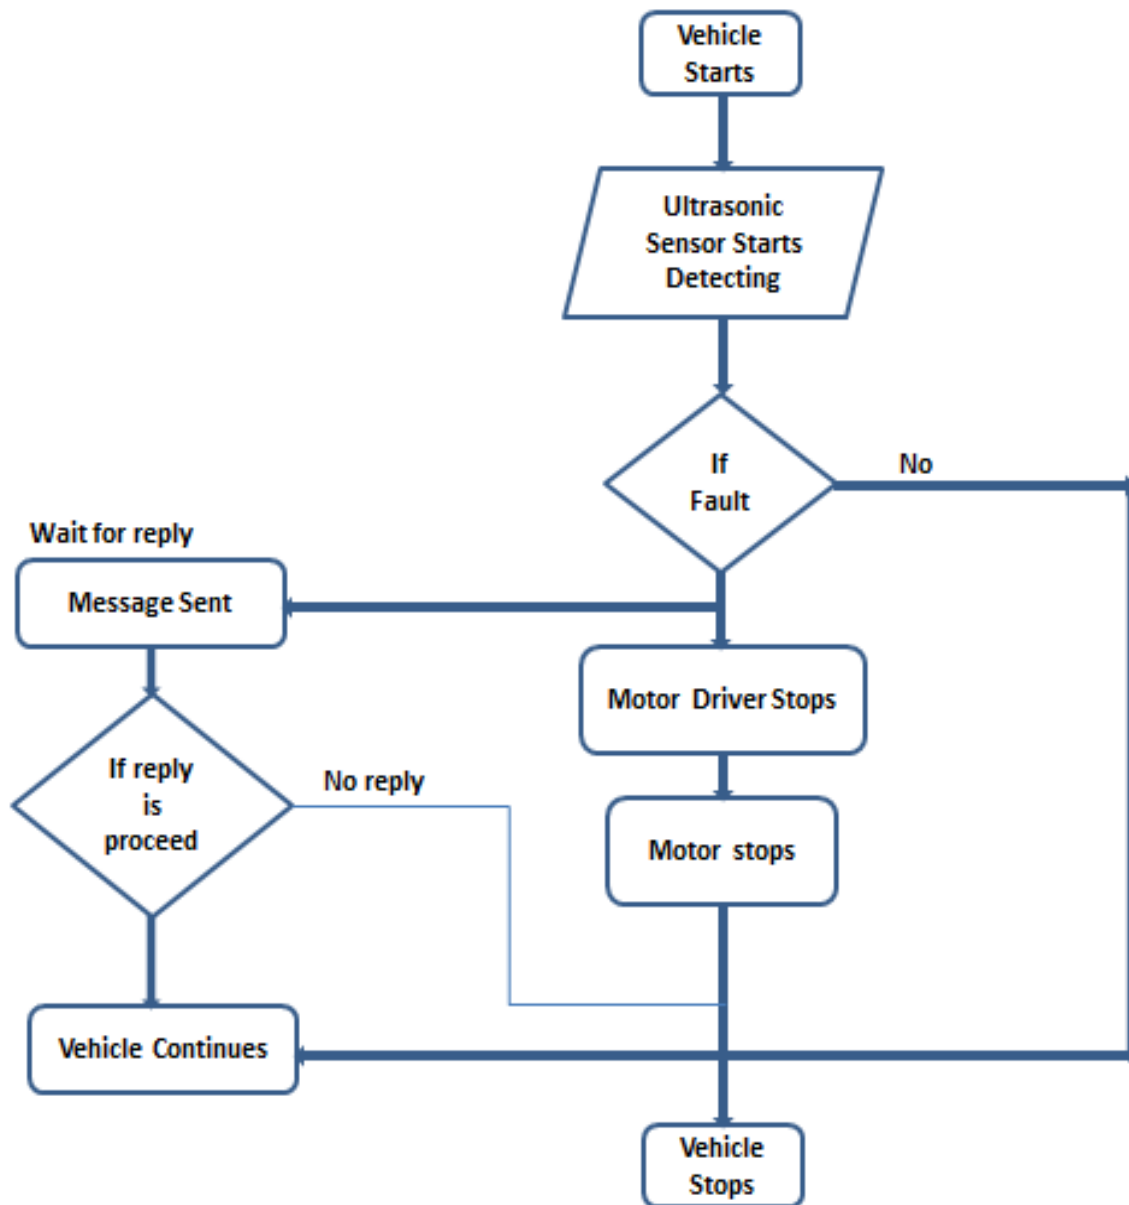 Vehicle
Starts
Ultrasonic
Sensor Starts
Detecting
If
Fault
No
Wait for reply
Message Sent
Motor Driver Stops
If reply
is
proceed
No reply
Motor stops
Vehicle Continues
Vehicle
Stops